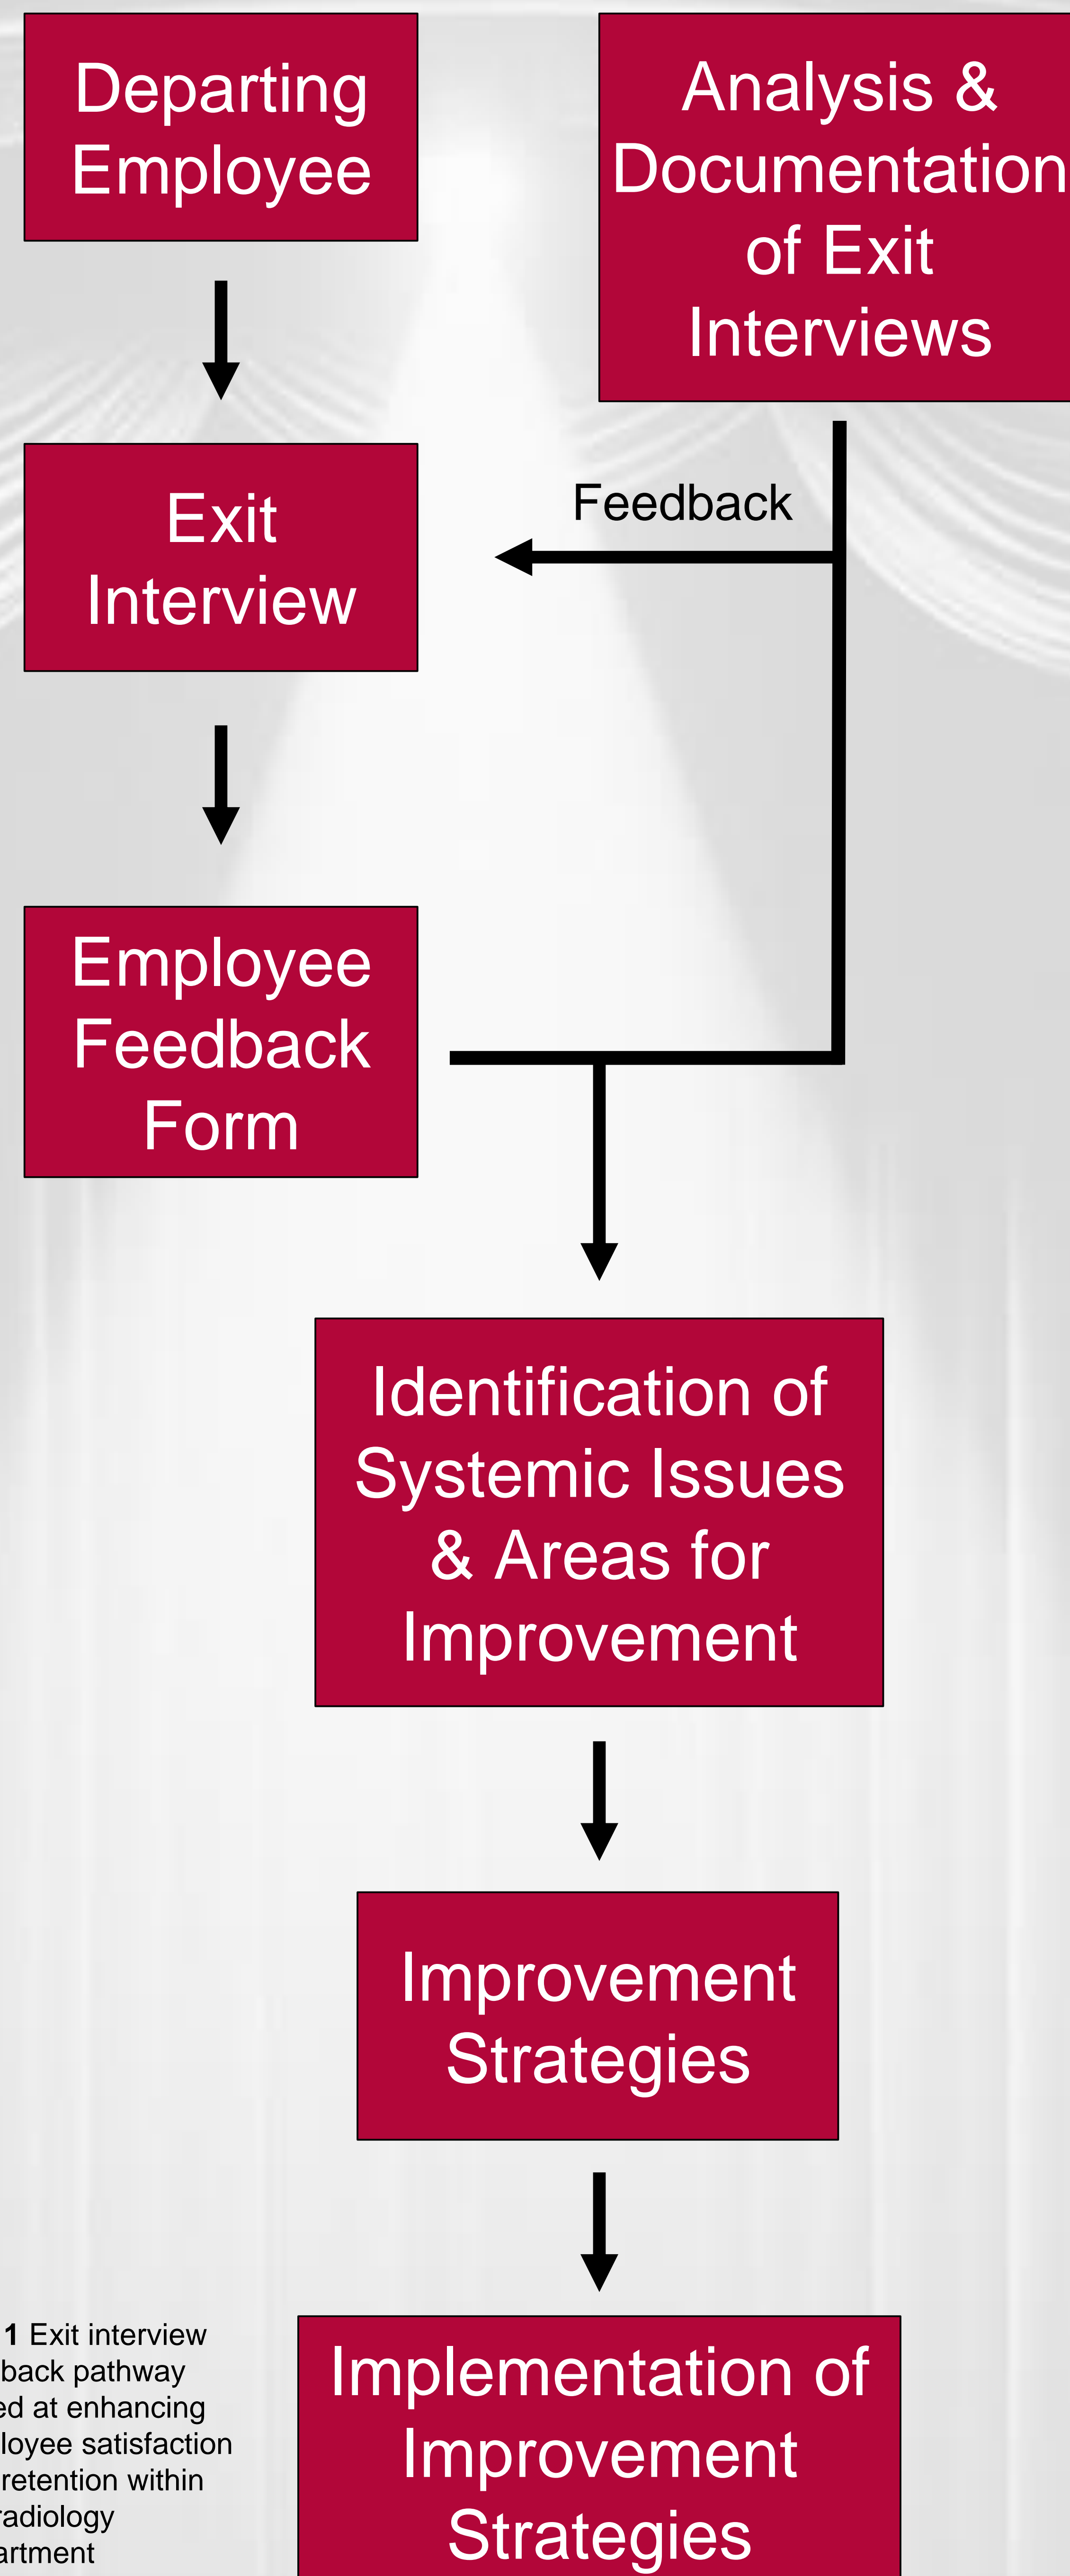 Departing
Employee
Analysis &
Documentation
of Exit
Interviews
Exit
Interview
Feedback
Employee
Feedback
Form
Identification of
Systemic Issues
& Areas for
Improvement
Improvement
Strategies
1 Exit interview
back pathway
ed at enhancing
loyee satisfaction
retention within
radiology
artment
Implementation of
Improvement
Strategies